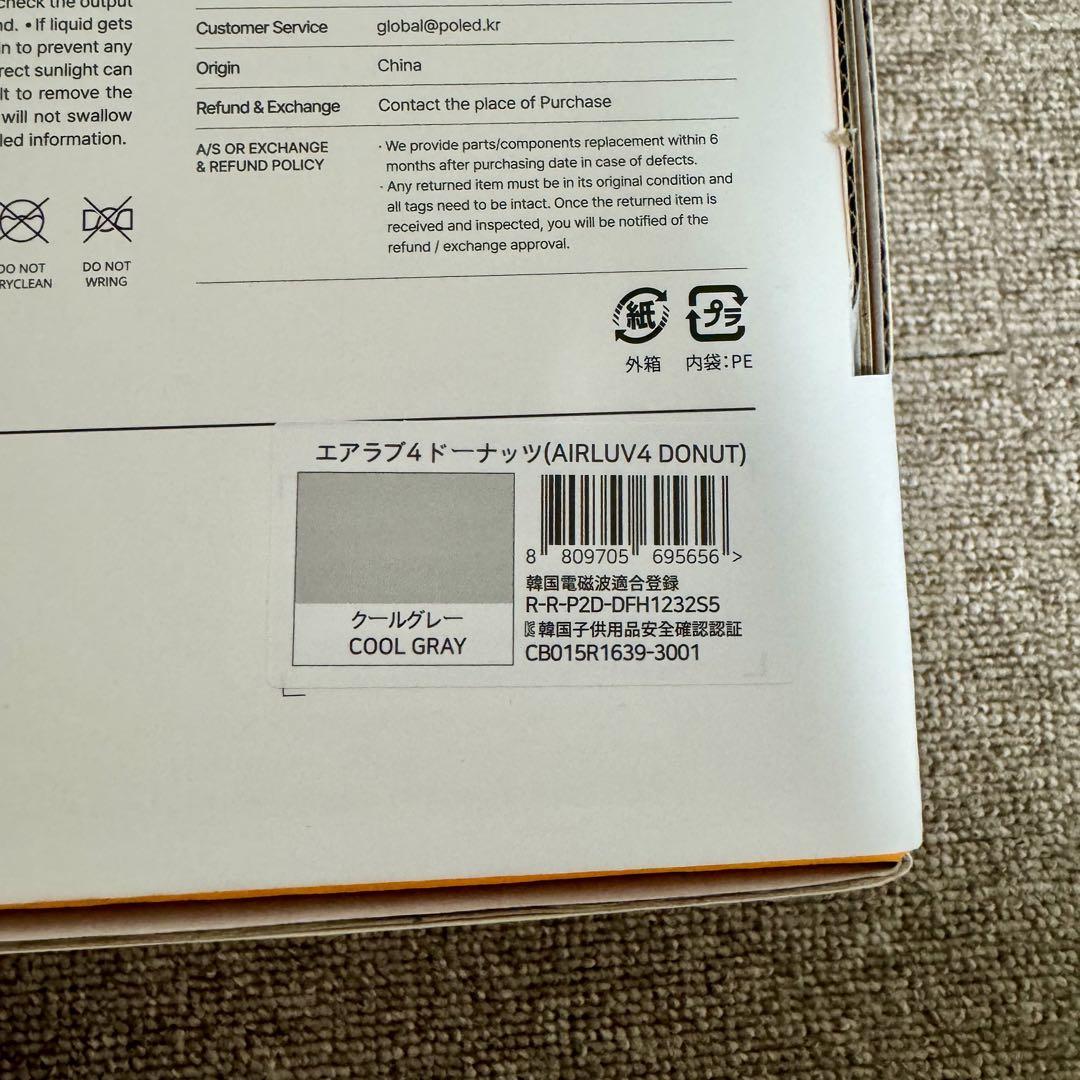 check the output
nd. • If liquid gets
in to prevent any
rect sunlight can
lt to remove the
will not swallow
led information.
DO NOT
RYCLEAN
DO NOT
WRING
Customer Service global@poled.kr
Origin China
Refund & Exchange Contact the place of Purchase
A/S OR EXCHANGE
& REFUND POLICY
· We provide parts/components replacement within 6
months after purchasing date in case of defects.
· Any returned item must be in its original condition and
all tags need to be intact. Once the returned item is
received and inspected, you will be notified of the
refund / exchange approval.
紙 プラ
外箱 内袋:PE
エアラブ4 ドーナッツ(AIRLUV4 DONUT)
クールグレー
COOL GRAY
8 809705 695656 >
韓国電磁波適合登録
R-R-P2D-DFH1232S5
韓国子供用品安全確認認証
CB015R1639-3001